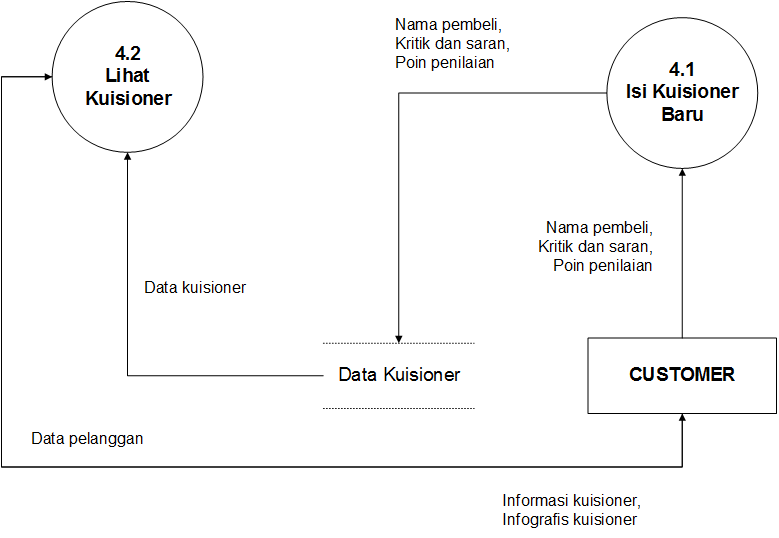 4.2
Lihat
Kuisioner
Nama pembeli,
Kritik dan saran,
Poin penilaian
4.1
Isi Kuisioner
Baru
Nama pembeli,
Kritik dan saran,
Poin penilaian
Data kuisioner
Data Kuisioner
CUSTOMER
Data pelanggan
Informasi kuisioner,
Infografis kuisioner